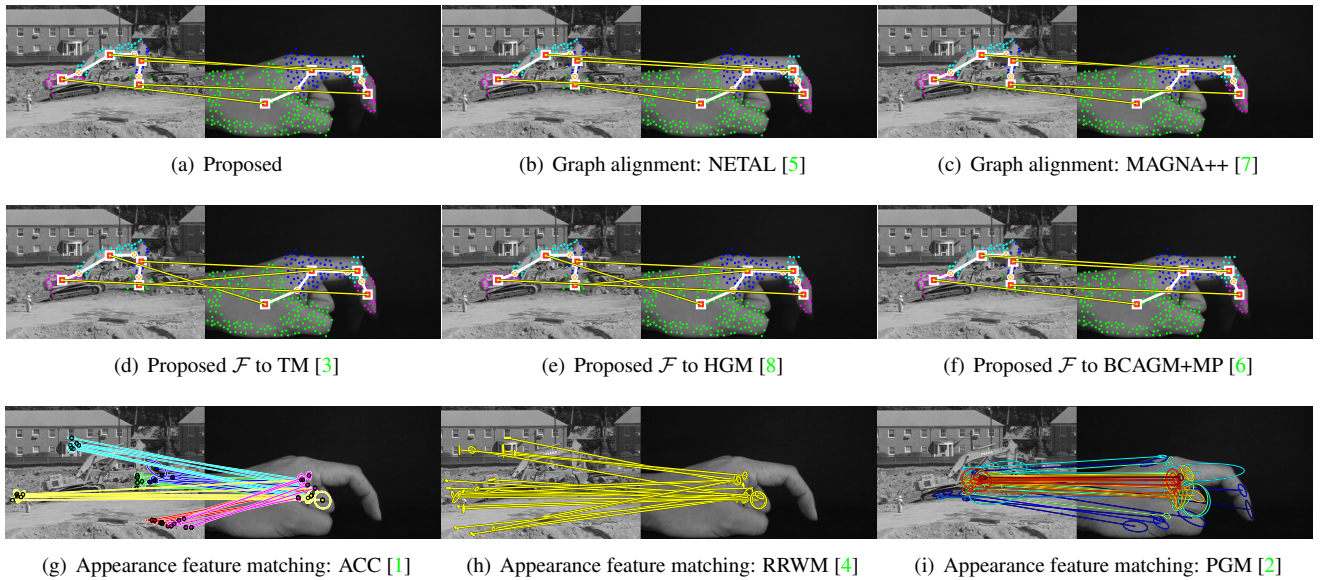 (a) Proposed
(b) Graph alignment: NETAL [5]
(c) Graph alignment: MAGNA++ [7]
(d) Proposed ℱ to TM [3]
(e) Proposed ℱ to HGM [8]
(f) Proposed ℱ to BCAGM+MP [6]
(g) Appearance feature matching: ACC [1]
(h) Appearance feature matching: RRWM [4]
(i) Appearance feature matching: PGM [2]